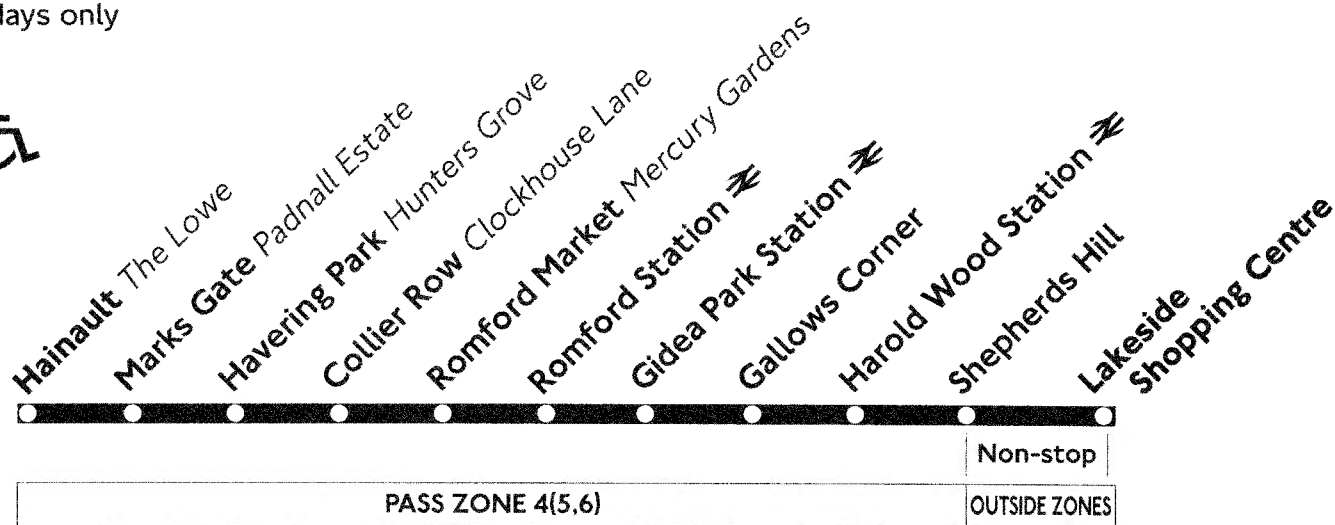 days only
Hainault The Lowe
Marks Gate Padnall Estate
Havering Park Hunters Grove
Collier Row Clockhouse Lane
Romford Market Mercury Gardens
Romford Station
Gidea Park Station
Gallows Corner
Harold Wood Station
Shepherds Hill
Lakeside
Shopping Centre
Non-stop
PASS ZONE 4(5,6)
OUTSIDE ZONES